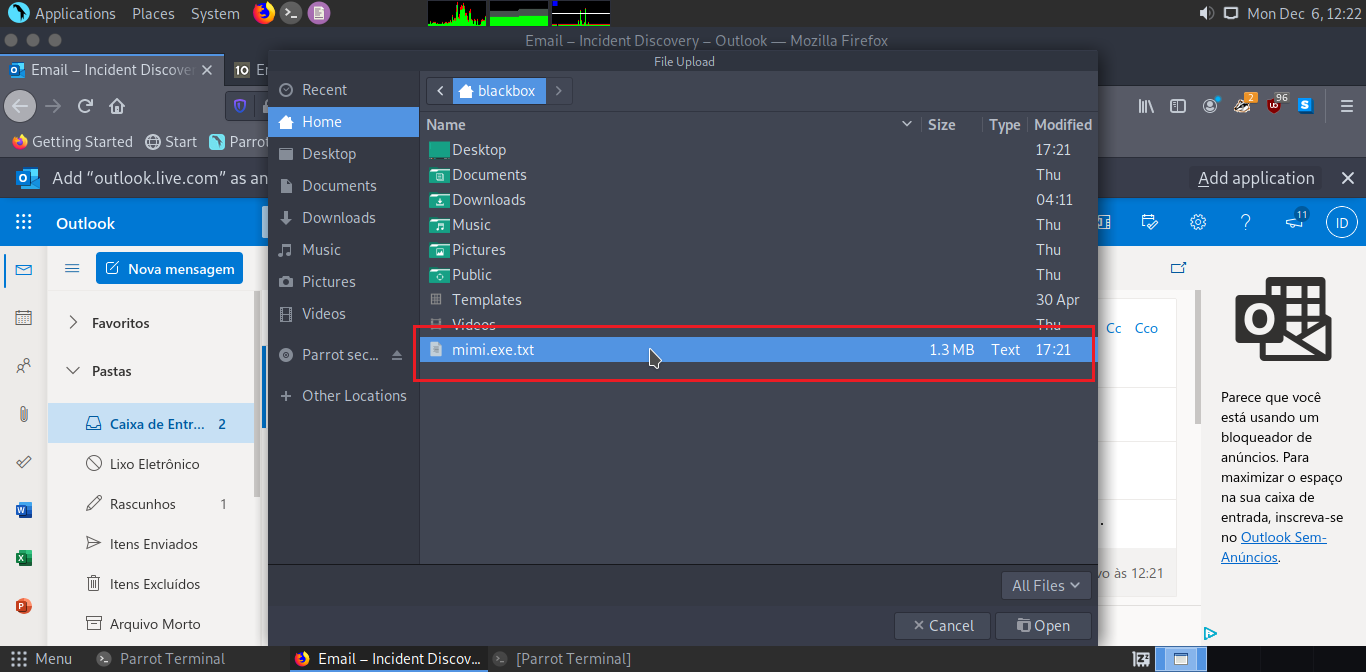 Applications Places System Mon Dec 6, 12:22
Email – Incident Discovery – Outlook — Mozilla Firefox
Email – Incident Discove
10
File Upload
2
96
S
Getting Started Start Parrot
Add “outlook.live.com” as an
Add application
Outlook
11
ID
Nova mensagem
Favoritos
Pastas
Caixa de Entr... 2
Lixo Eletrônico
Rascunhos 1
Itens Enviados
Itens Excluídos
Arquivo Morto
Recent
Home
Desktop
Documents
Downloads
Music
Pictures
Videos
Parrot sec...
Other Locations
blackbox
Name Size Type Modified
Desktop 17:21
Documents Thu
Downloads 04:11
Music Thu
Pictures Thu
Public Thu
Templates 30 Apr
Videos Thu
mimi.exe.txt 1.3 MB Text 17:21
All Files
Cancel Open
Cc Cco
às 12:21
Parece que você
está usando um
bloqueador de
anúncios. Para
maximizar o espaço
na sua caixa de
entrada, inscreva-se
no Outlook Sem-
Anúncios.
Menu Parrot Terminal Email – Incident Discov... [Parrot Terminal]